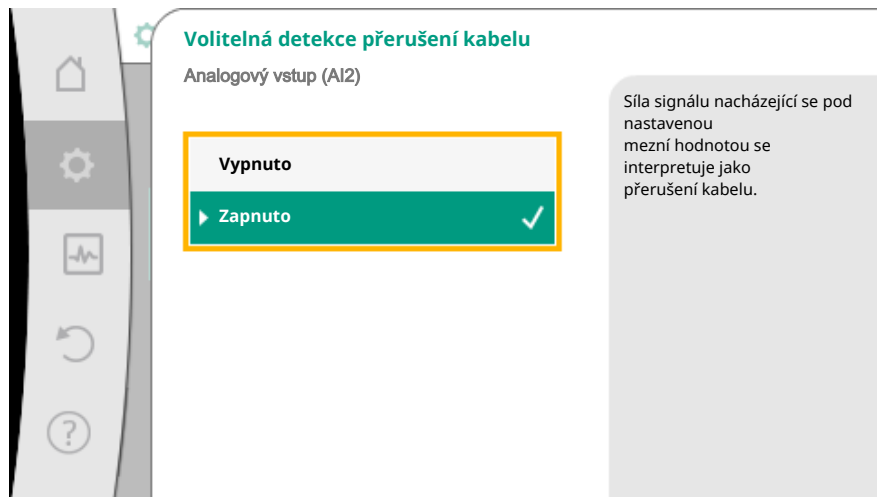 Volitelná detekce přerušení kabelu
Analogový vstup (AI2)
Vypnuto
Zapnuto
Síla signálu nacházející se pod
nastavenou
mezní hodnotou se
interpretuje jako
přerušení kabelu.
?